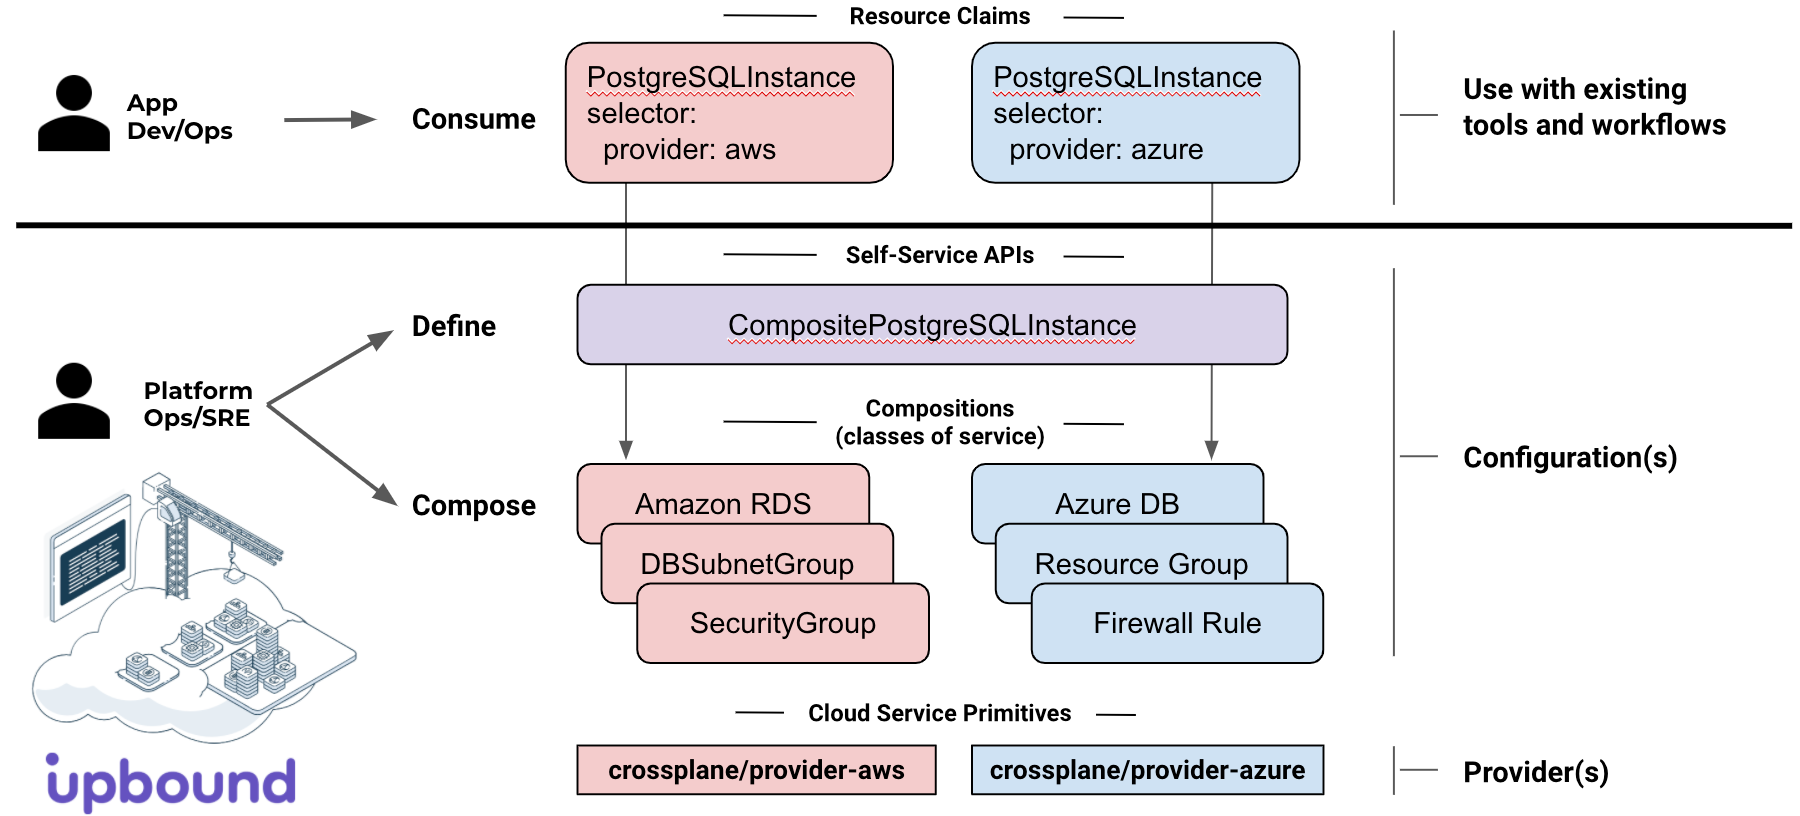 Resource Claims
App
Dev/Ops
Consume
PostgreSQLInstance
selector:
provider: aws
PostgreSQLInstance
selector:
provider: azure
Use with existing
tools and workflows
Self-Service APIs
Define
CompositePostgreSQLInstance
Platform
Ops/SRE
Compositions
(classes of service)
Configuration(s)
Compose
Amazon RDS
DBSubnetGroup
SecurityGroup
Azure DB
Resource Group
Firewall Rule
Cloud Service Primitives
crossplane/provider-aws
crossplane/provider-azure
Provider(s)
upbound